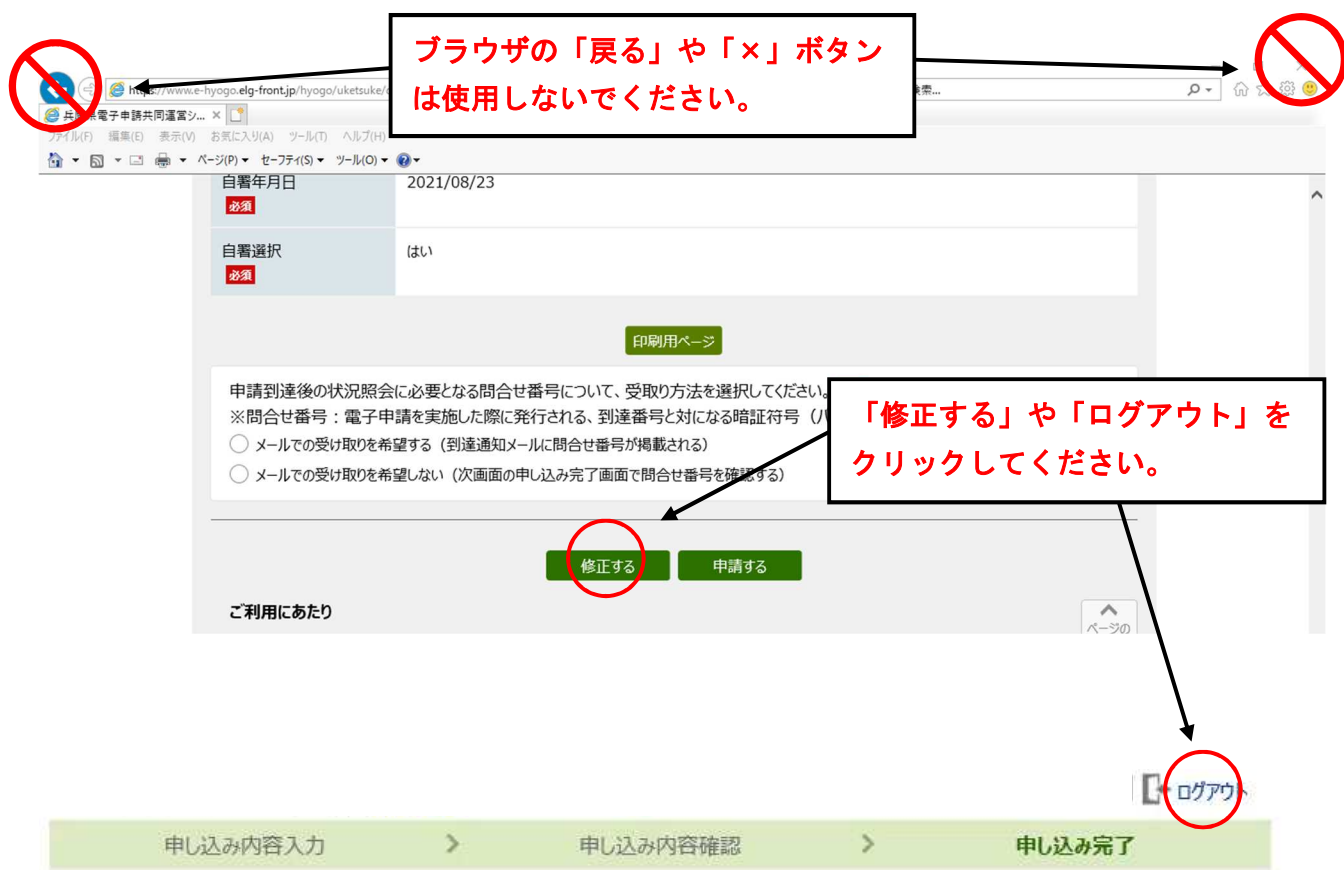 ブラウザの「戻る」や「×」ボタン
は使用しないでください。
https://www.e-hyogo.elg-front.jp/hyogo/uketsuke/
検索...
電子申請共同運営シ... ×
ファイル(F) 編集(E) 表示(V) お気に入り(A) ツール(T) ヘルプ(H)
ページ(P) セーフティ(S) ツール(O)
自署年月日
必須
2021/08/23
自署選択
必須
はい
印刷用ページ
申請到達後の状況照会に必要となる問合せ番号について、受取り方法を選択してください。
※問合せ番号：電子申請を実施した際に発行される、到達番号と対になる暗証符号（
メールでの受け取りを希望する（到達通知メールに問合せ番号が掲載される）
メールでの受け取りを希望しない（次画面の申し込み完了画面で問合せ番号を確認する）
「修正する」や「ログアウト」を
クリックしてください。
修正する 申請する
ご利用にあたり
ページの
ログアウト
申し込み内容入力 > 申し込み内容確認 > 申し込み完了